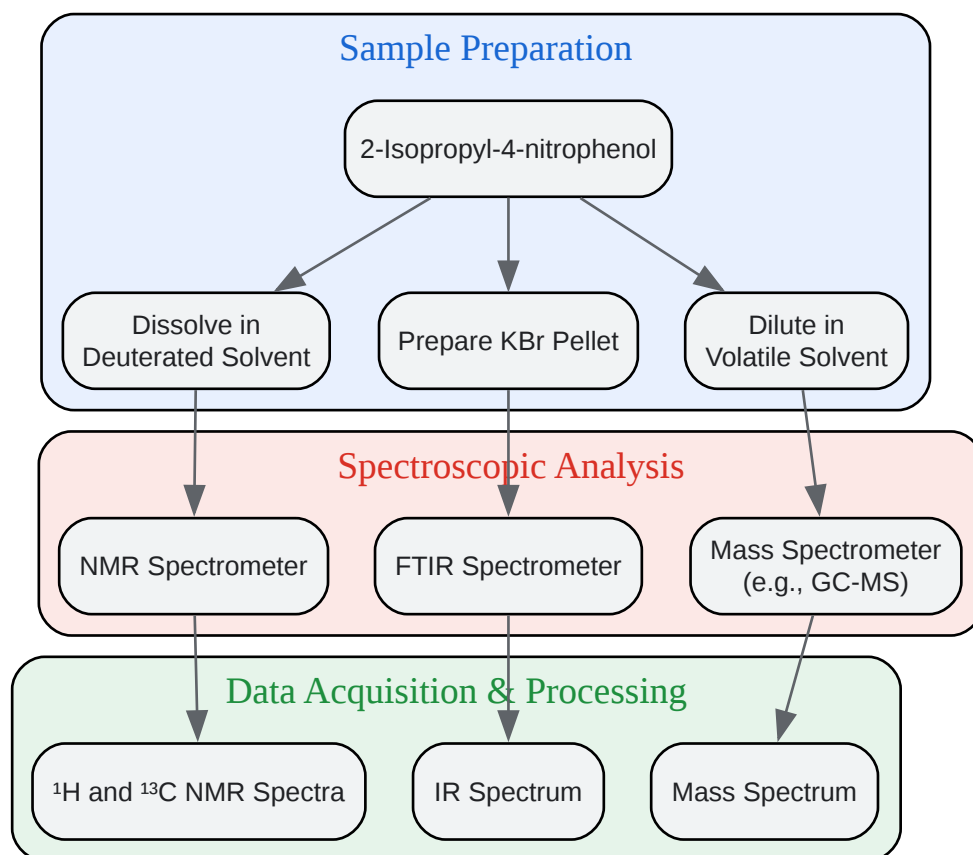 Sample Preparation
2-Isopropyl-4-nitrophenol
Dissolve in
Deuterated Solvent
Prepare KBr Pellet
Dilute in
Volatile Solvent
Spectroscopic Analysis
NMR Spectrometer
FTIR Spectrometer
Mass Spectrometer
(e.g., GC-MS)
Data Acquisition & Processing
¹H and ¹³C NMR Spectra
IR Spectrum
Mass Spectrum